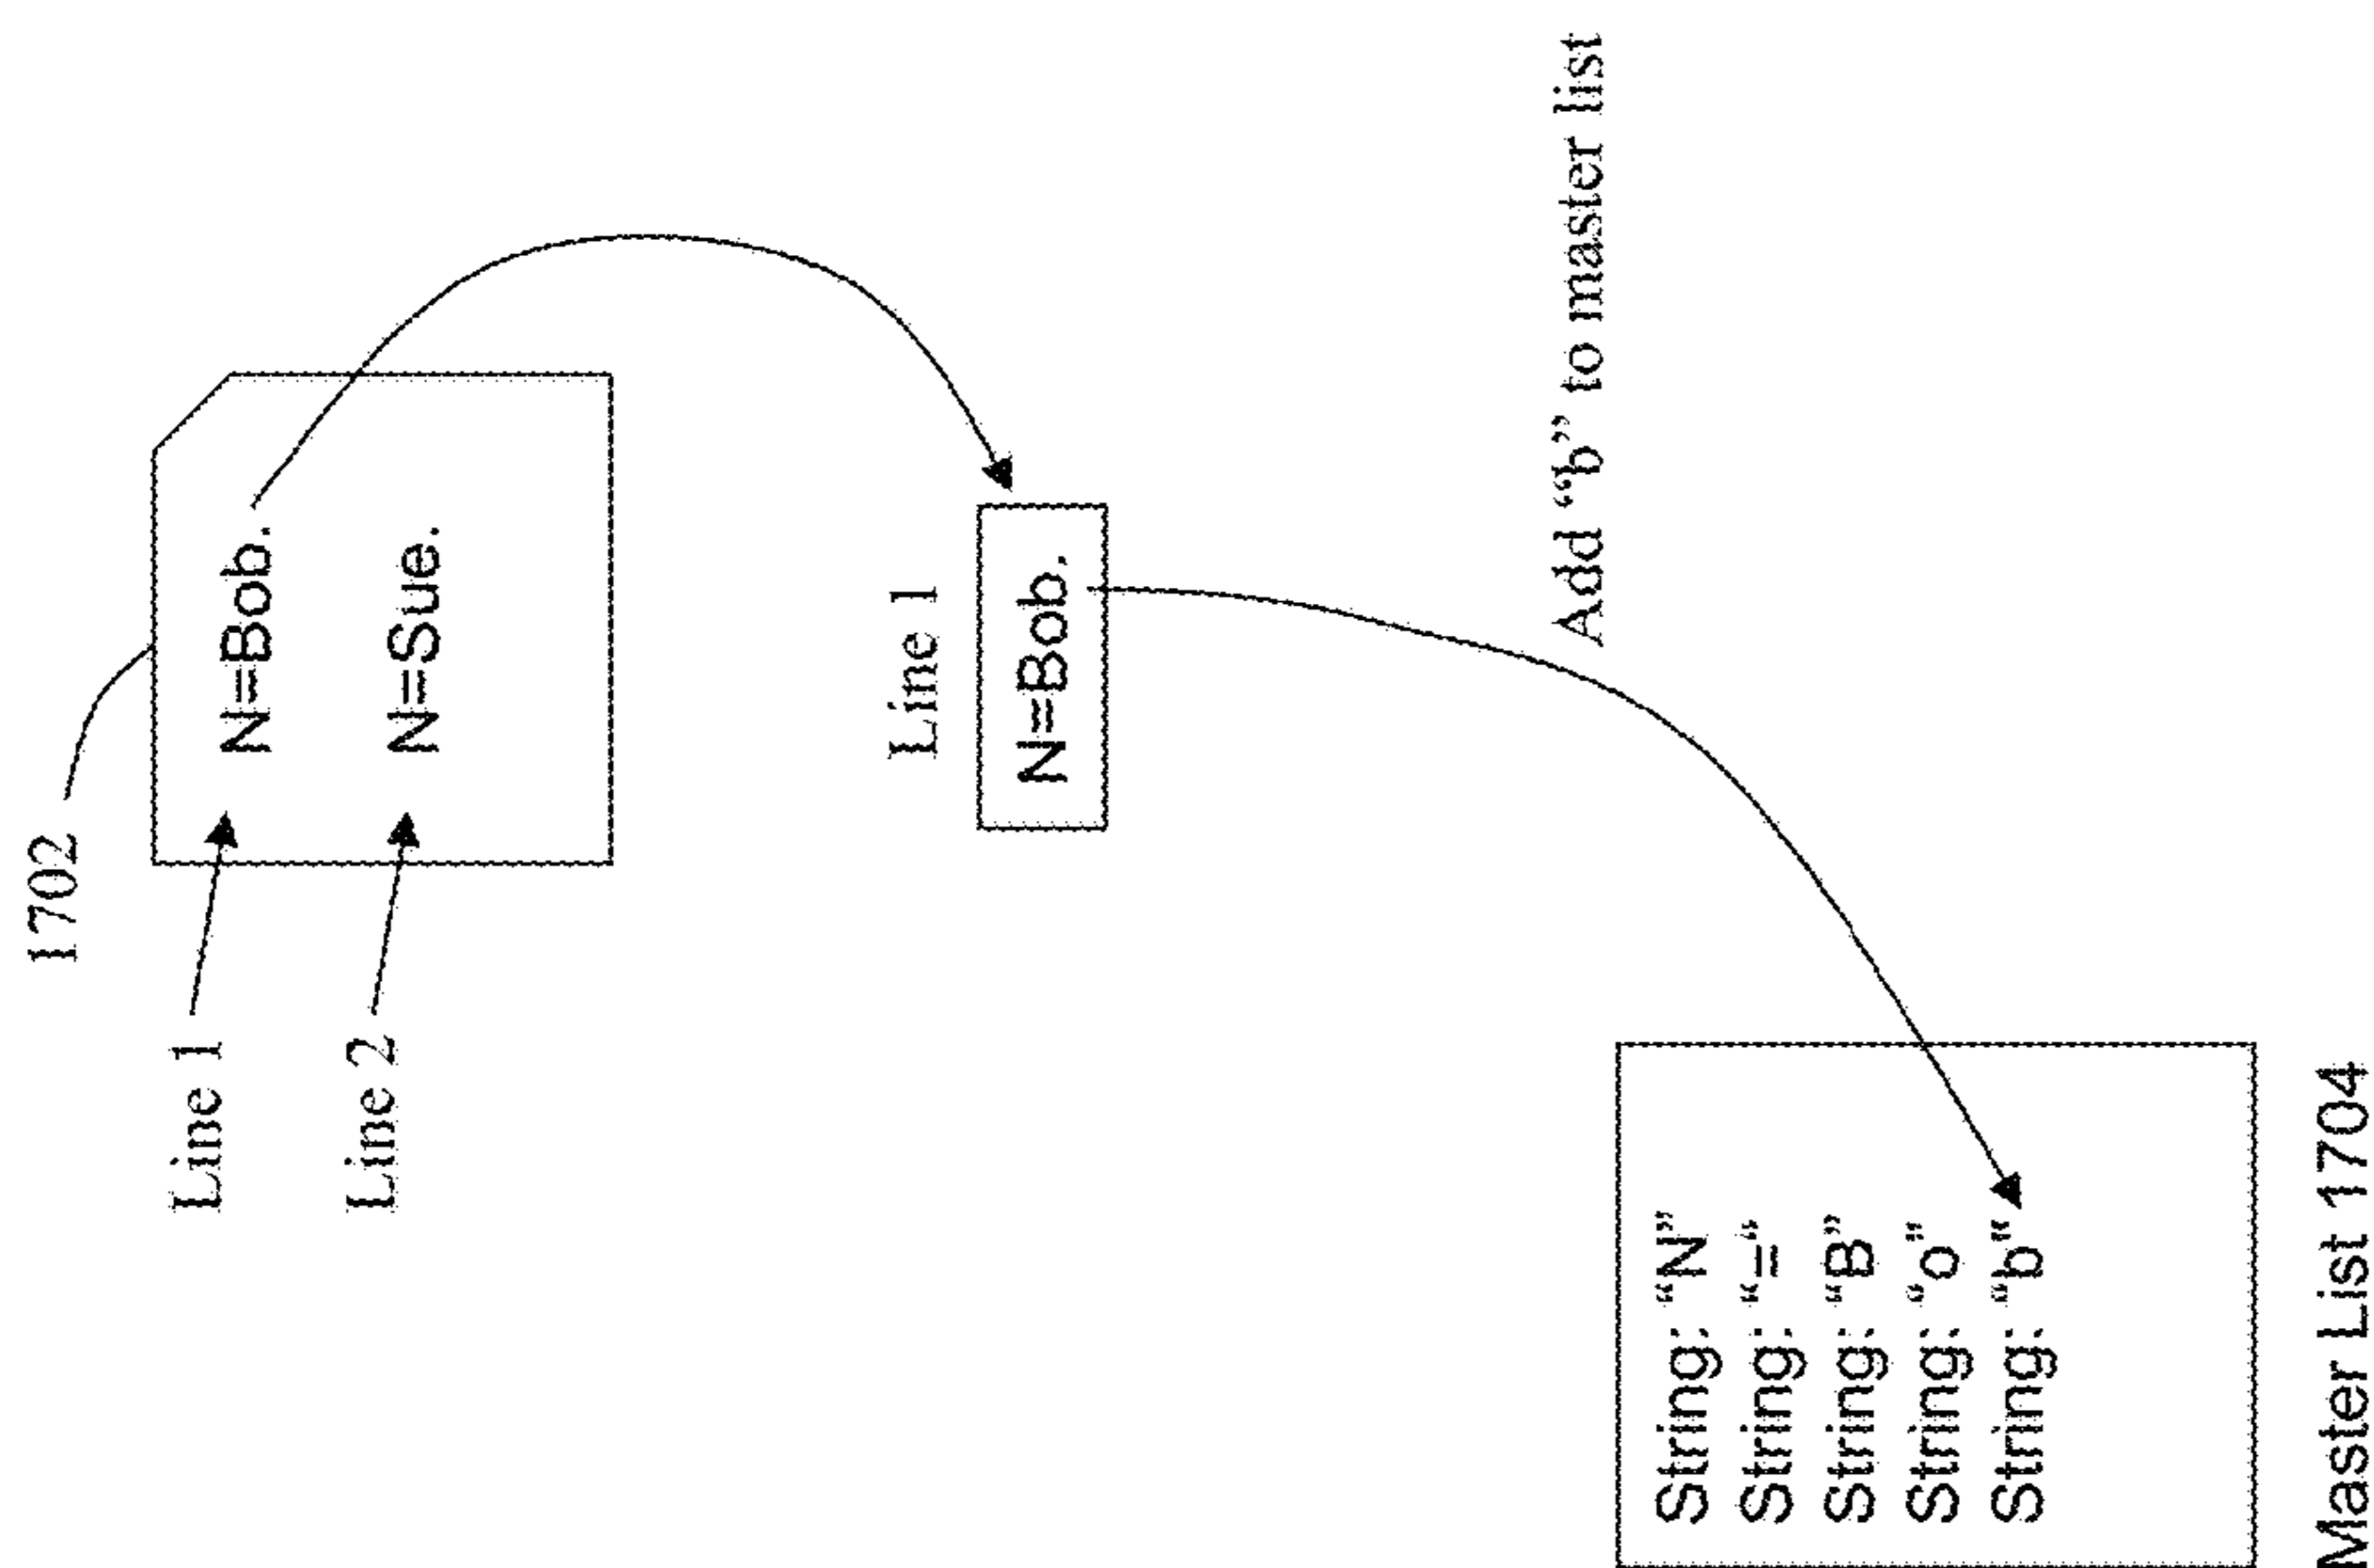 1702
Line 1
N=Bob.
Line 2
N=Sue.
Line 1
N=Bob.
Add “b” to master list
String: “N”
String: “=“
String: “B”
String: “o”
String: “b”
Master List 1704